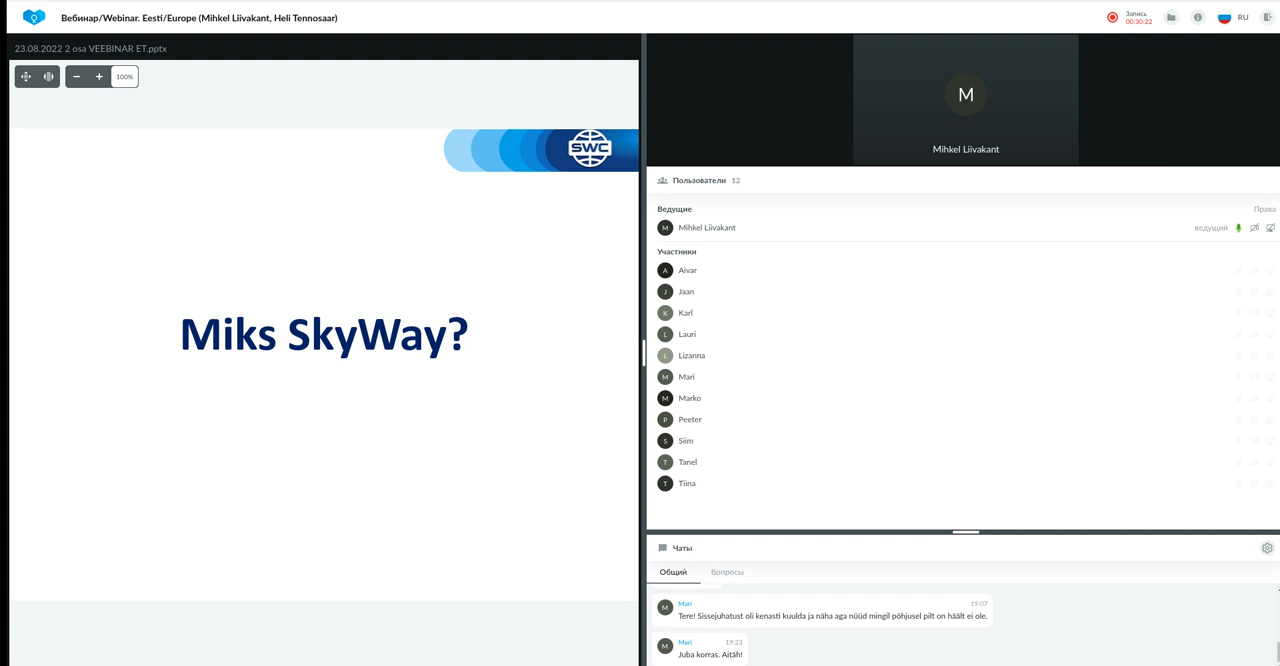 Вебинар/Webinar. Eesti/Europe (Mihkel Liivakant, Heli Tennosaar)
Запись
00:30:22
RU
23.08.2022 2 osa VEEBINAR ET.pptx
100%
SWC
Miks SkyWay?
M
Mihkel Liivakant
Пользователи 12
Ведущие Права
M Mihkel Liivakant ведущий
Участники
A Aivar
J Jaan
K Karl
L Lauri
L Lizanna
M Mari
M Marko
P Peeter
S Siim
T Tanel
T Tiina
Чаты
Общий Вопросы
M Mari 19:07
Tere! Sissejuhatust oli kenasti kuulda ja näha aga nüüd mingil põhjusel pilt on häält ei ole.
M Mari 19:23
Juba korras. Aitäh!